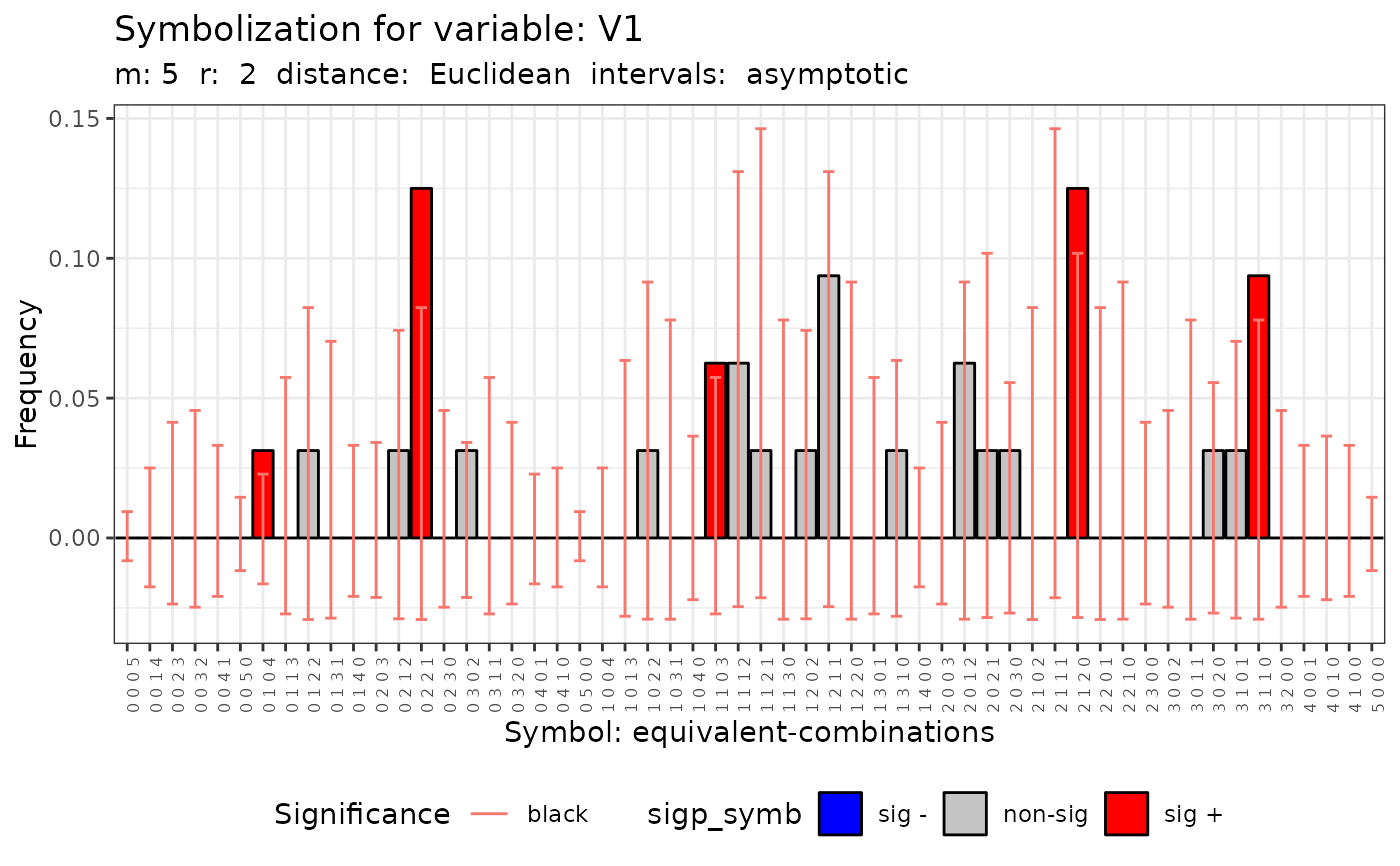 Symbolization for variable: V1
m: 5 r: 2 distance: Euclidean intervals: asymptotic
0.15
0.10
0.05
0.00
Frequency
0 0 0 5
0 0 1 4
0 0 2 3
0 0 3 2
0 0 4 1
0 0 5 0
0 1 0 4
0 1 1 3
0 1 2 2
0 1 3 1
0 1 4 0
0 2 0 3
0 2 1 2
0 2 2 1
0 2 3 0
0 3 0 2
0 3 1 1
0 3 2 0
0 4 0 1
0 4 1 0
0 5 0 0
1 0 0 4
1 0 1 3
1 0 2 2
1 0 3 1
1 0 4 0
1 1 0 3
1 1 1 2
1 1 2 1
1 1 3 0
1 2 0 2
1 2 1 1
1 2 2 0
1 3 0 1
1 3 1 0
1 4 0 0
2 0 0 3
2 0 1 2
2 0 2 1
2 0 3 0
2 1 0 2
2 1 1 1
2 1 2 0
2 2 0 1
2 2 1 0
2 3 0 0
3 0 0 2
3 0 1 1
3 0 2 0
3 1 0 1
3 1 1 0
3 2 0 0
4 0 0 1
4 0 1 0
4 1 0 0
5 0 0 0
Symbol: equivalent-combinations
Significance black sigp_symb sig - non-sig sig +